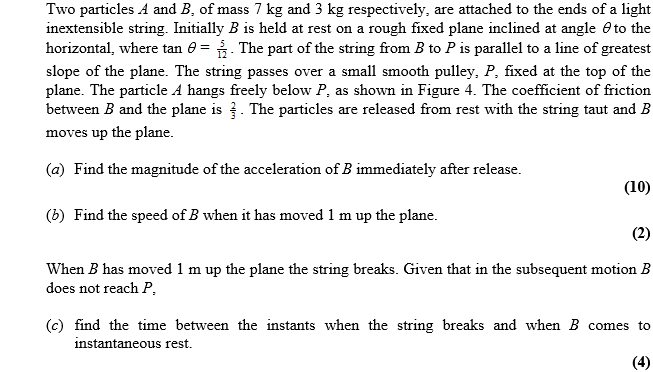 Two particles A and B, of mass 7 kg and 3 kg respectively, are attached to the ends of a light
inextensible string. Initially B is held at rest on a rough fixed plane inclined at angle θ to the
horizontal, where tan θ = 5/12. The part of the string from B to P is parallel to a line of greatest
slope of the plane. The string passes over a small smooth pulley, P, fixed at the top of the
plane. The particle A hangs freely below P, as shown in Figure 4. The coefficient of friction
between B and the plane is 2/3. The particles are released from rest with the string taut and B
moves up the plane.
(a) Find the magnitude of the acceleration of B immediately after release.
(10)
(b) Find the speed of B when it has moved 1 m up the plane.
(2)
When B has moved 1 m up the plane the string breaks. Given that in the subsequent motion B
does not reach P,
(c) find the time between the instants when the string breaks and when B comes to
instantaneous rest.
(4)